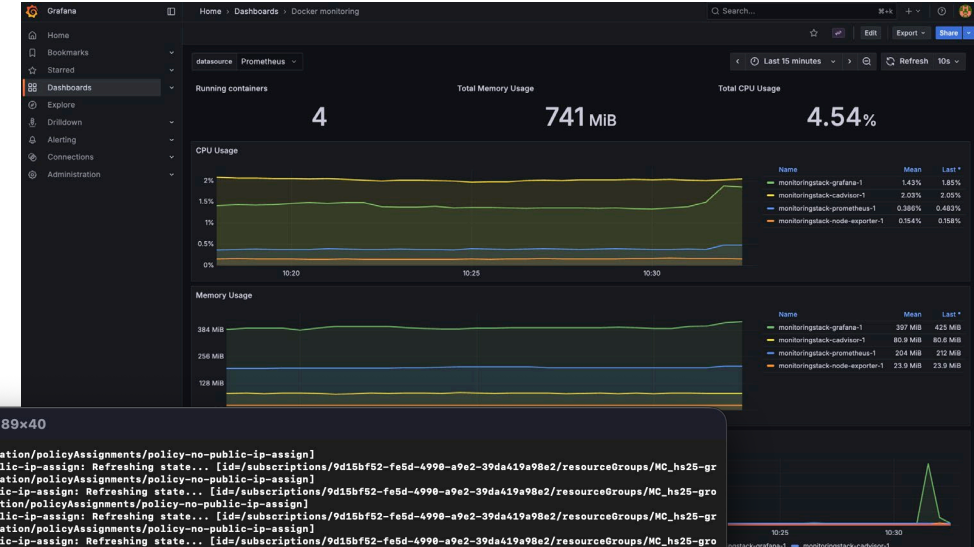 Grafana
Home › Dashboards › Docker monitoring
Search...
⌘+k
Home
Bookmarks
Starred
Dashboards
Explore
Drilldown
Alerting
Connections
Administration
Edit
Export
Share
datasource Prometheus
Last 15 minutes
Refresh 10s
Running containers
4
Total Memory Usage
741 MiB
Total CPU Usage
4.54%
CPU Usage
2%
1.5%
1%
0.5%
0%
10:20 10:25 10:30
Name Mean Last *
monitoringstack-grafana-1 1.43% 1.85%
monitoringstack-cadvisor-1 2.03% 2.05%
monitoringstack-prometheus-1 0.386% 0.483%
monitoringstack-node-exporter-1 0.154% 0.158%
Memory Usage
384 MiB
256 MiB
128 MiB
Name Mean Last *
monitoringstack-grafana-1 397 MiB 425 MiB
monitoringstack-cadvisor-1 80.9 MiB 80.6 MiB
monitoringstack-prometheus-1 204 MiB 212 MiB
monitoringstack-node-exporter-1 23.9 MiB 23.9 MiB
89×40
ation/policyAssignments/policy-no-public-ip-assign]
lic-ip-assign: Refreshing state... [id=/subscriptions/9d15bf52-fe5d-4990-a9e2-39da419a98e2/resourceGroups/MC_hs25-gr
ation/policyAssignments/policy-no-public-ip-assign]
ic-ip-assign: Refreshing state... [id=/subscriptions/9d15bf52-fe5d-4990-a9e2-39da419a98e2/resourceGroups/MC_hs25-gro
tion/policyAssignments/policy-no-public-ip-assign]
lic-ip-assign: Refreshing state... [id=/subscriptions/9d15bf52-fe5d-4990-a9e2-39da419a98e2/resourceGroups/MC_hs25-gr
ation/policyAssignments/policy-no-public-ip-assign]
ic-ip-assign: Refreshing state... [id=/subscriptions/9d15bf52-fe5d-4990-a9e2-39da419a98e2/resourceGroups/MC_hs25-gro
10:25 10:30
monitoringstack-cadvisor-1